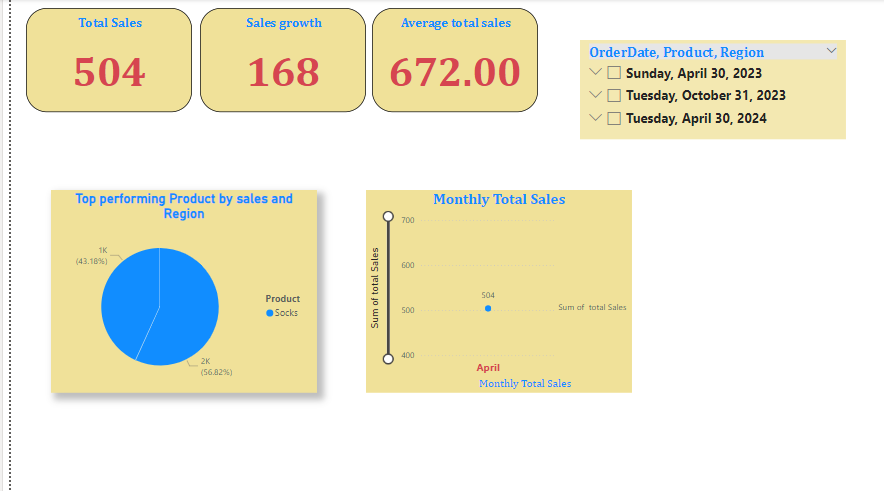 Total Sales
504
Sales growth
168
Average total sales
672.00
OrderDate, Product, Region
Sunday, April 30, 2023
Tuesday, October 31, 2023
Tuesday, April 30, 2024
Top performing Product by sales and
Region
1K
(43.18%)
2K
(56.82%)
Product
Socks
Monthly Total Sales
Sum of total Sales
700
600
500
400
504
Sum of total Sales
April
Monthly Total Sales